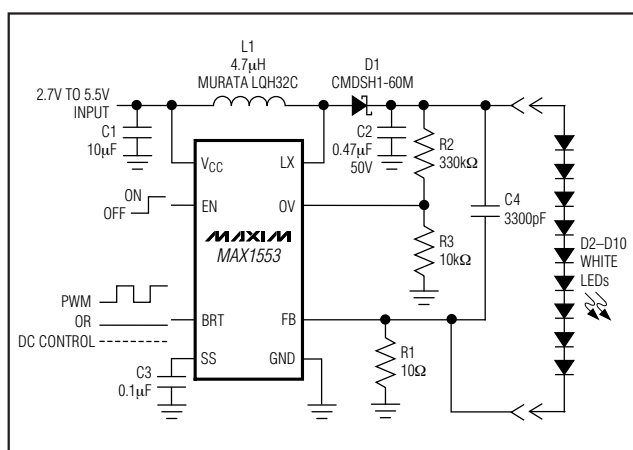 L1
4.7μH
MURATA LQH32C
D1
CMDSH1-60M
2.7V TO 5.5V
INPUT
C1
10μF
C2
0.47μF
50V
R2
330kΩ
C4
3300pF
VCC
LX
ON
OFF
EN
OV
MAXIM
MAX1553
R3
10kΩ
D2–D10
WHITE
LEDs
PWM
OR
DC CONTROL
BRT
FB
SS
GND
C3
0.1μF
R1
10Ω